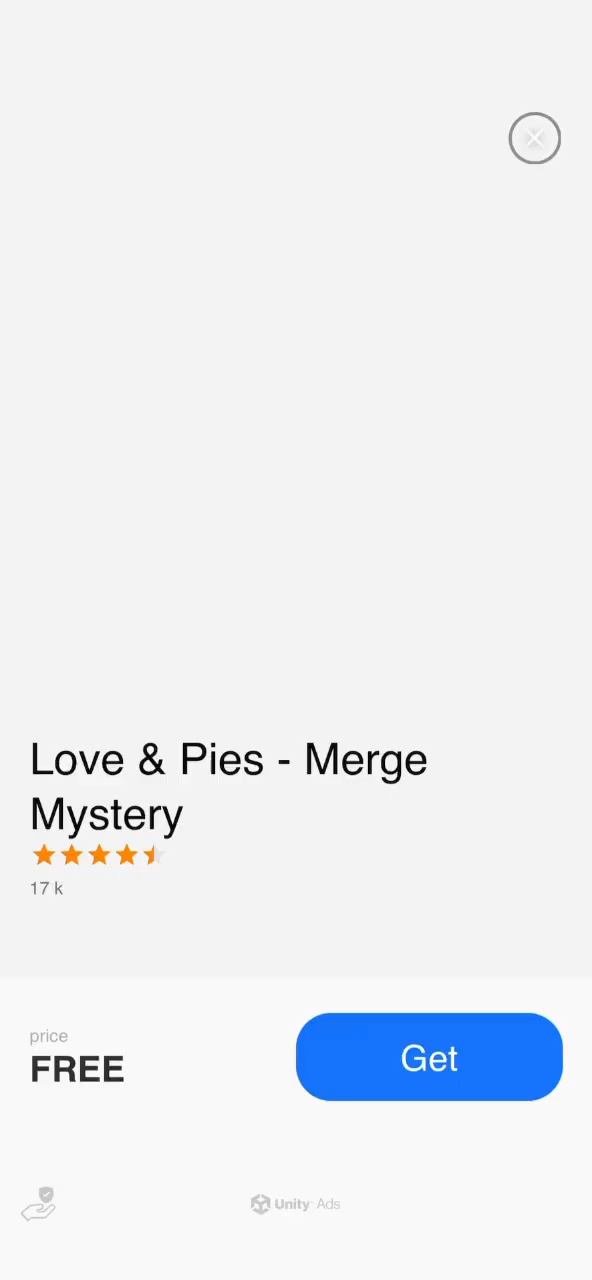 Love & Pies - Merge
Mystery
17 k
price
FREE
Get
Unity Ads